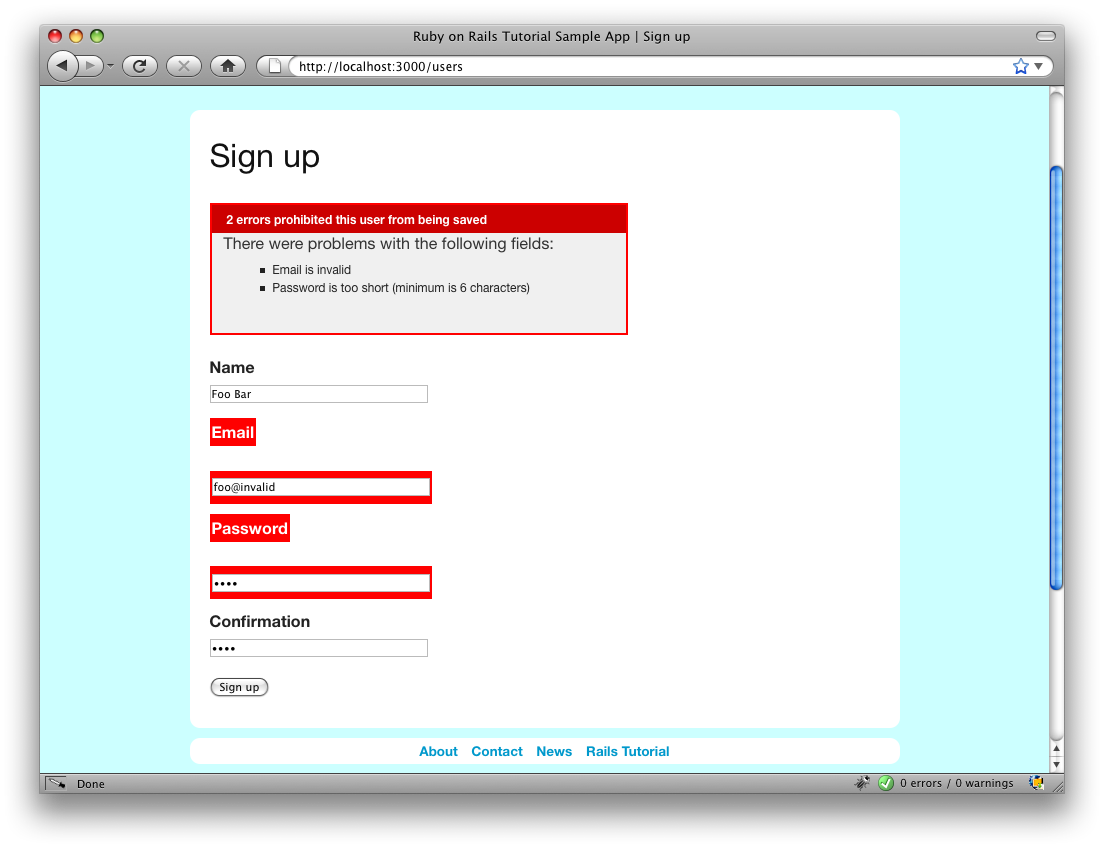 Ruby on Rails Tutorial Sample App | Sign up
http://localhost:3000/users
Sign up
2 errors prohibited this user from being saved
There were problems with the following fields:
Email is invalid
Password is too short (minimum is 6 characters)
Name
Foo Bar
Email
foo@invalid
Password
••••
Confirmation
••••
Sign up
About Contact News Rails Tutorial
Done
0 errors / 0 warnings